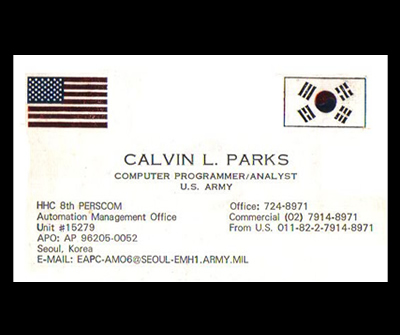 CALVIN L. PARKS
COMPUTER PROGRAMMER/ANALYST
U.S. ARMY
HHC 8th PERSCOM
Automation Management Office
Unit #15279
APO: AP 96205-0052
Seoul, Korea
E-MAIL: EAPC-AMO6@SEOUL-EMH1.ARMY.MIL
Office: 724-8971
Commercial (02) 7914-8971
From U.S. 011-82-2-7914-8971